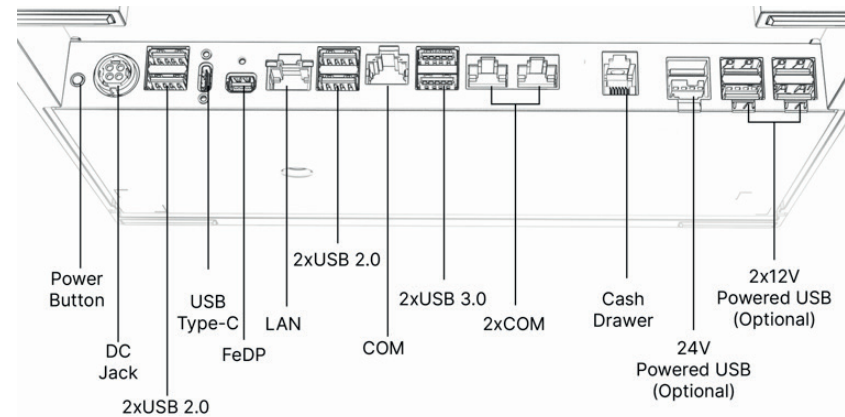 Power
Button
DC
Jack
2xUSB 2.0
USB
Type-C
FeDP
LAN
2xUSB 2.0
COM
2xUSB 3.0
2xCOM
Cash
Drawer
24V
Powered USB
(Optional)
2x12V
Powered USB
(Optional)